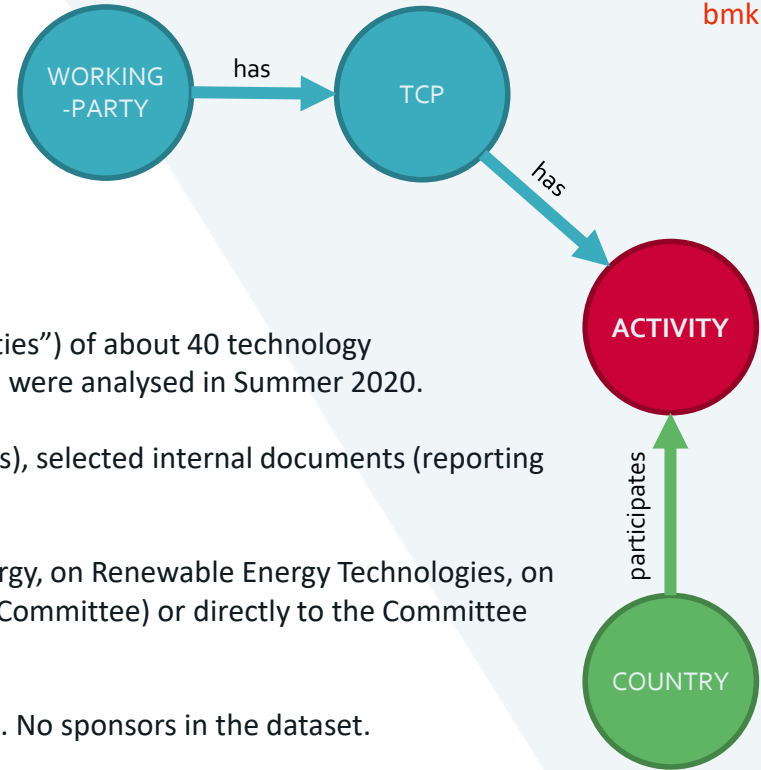 bmk
WORKING
-PARTY
has
TCP
has
ACTIVITY
ties”) of about 40 technology
were analysed in Summer 2020.
s), selected internal documents (reporting
participates
rgy, on Renewable Energy Technologies, on
Committee) or directly to the Committee
COUNTRY
. No sponsors in the dataset.